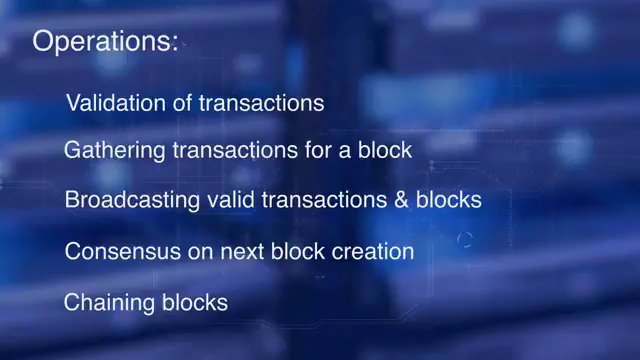 Operations:
Validation of transactions
Gathering transactions for a block
Broadcasting valid transactions & blocks
Consensus on next block creation
Chaining blocks